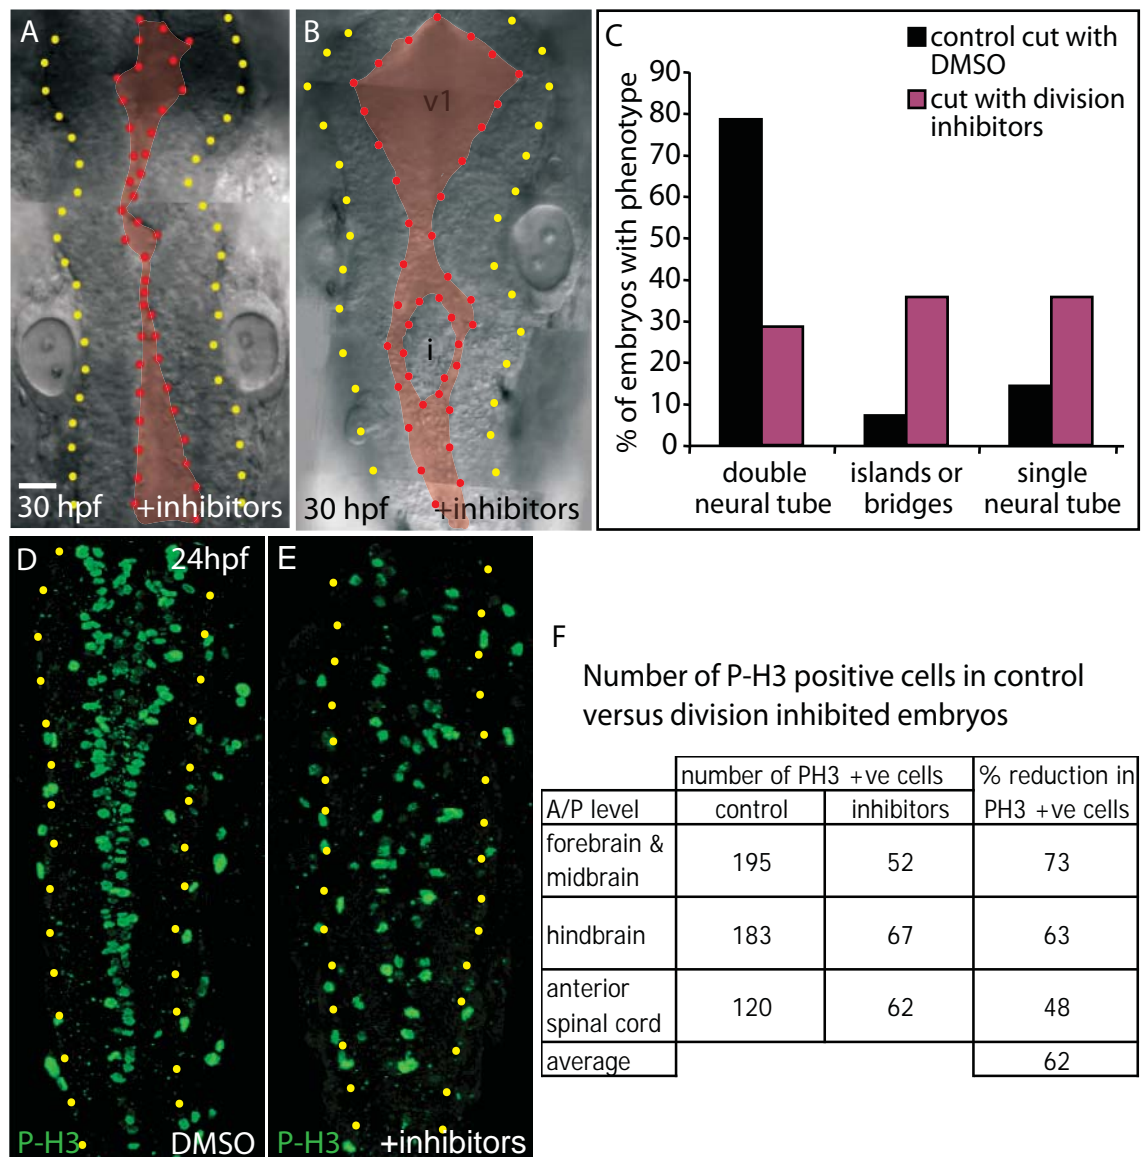 A
30 hpf
+inhibitors
B
v1
i
30 hpf
+inhibitors
C
control cut with
DMSO
cut with division
inhibitors
% of embryos with phenotype
90
80
70
60
50
40
30
20
10
0
double
neural tube
islands or
bridges
single
neural tube
D
24hpf
P-H3
DMSO
E
P-H3
+inhibitors
F
Number of P-H3 positive cells in control
versus division inhibited embryos
number of PH3 +ve cells
% reduction in
A/P level
control
inhibitors
PH3 +ve cells
forebrain &
midbrain
195
52
73
hindbrain
183
67
63
anterior
spinal cord
120
62
48
average
62